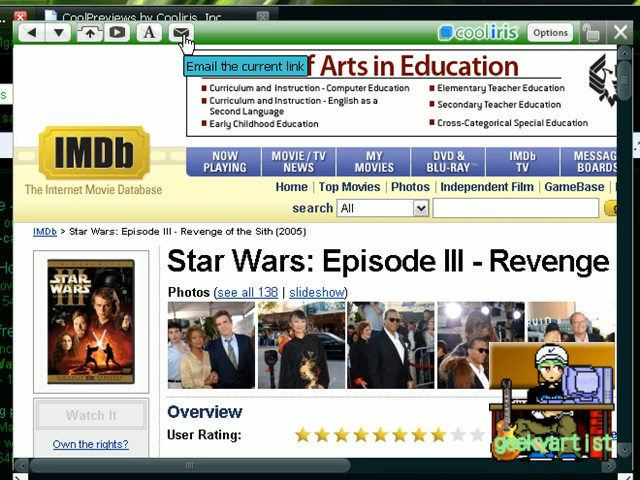 CoolPreviews by Cooliris, Inc
A
cooliris
Options
Email the current link
of Arts in Education
Curriculum and Instruction - Computer Education
Curriculum and Instruction - English as a
Second Language
Early Childhood Education
Elementary Teacher Education
Secondary Teacher Education
Cross-Categorical Special Education
IMDb
The Internet Movie Database
NOW PLAYING
MOVIE / TV NEWS
MY MOVIES
DVD & BLU-RAY™
IMDb TV
MESSAG
BOARDS
Home | Top Movies | Photos | Independent Film | GameBase |
search All
g
IMDb > Star Wars: Episode III - Revenge of the Sith (2005)
Star Wars: Episode III - Revenge
Photos (see all 138 | slideshow)
STAR WARS
III
Watch It
Own the rights?
Overview
User Rating:
geekyartist